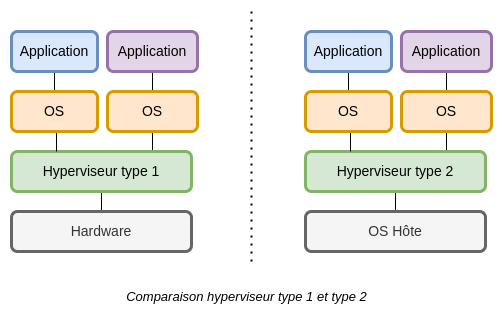 Application Application
OS OS
Hyperviseur type 1
Hardware
Application Application
OS OS
Hyperviseur type 2
OS Hôte
Comparaison hyperviseur type 1 et type 2